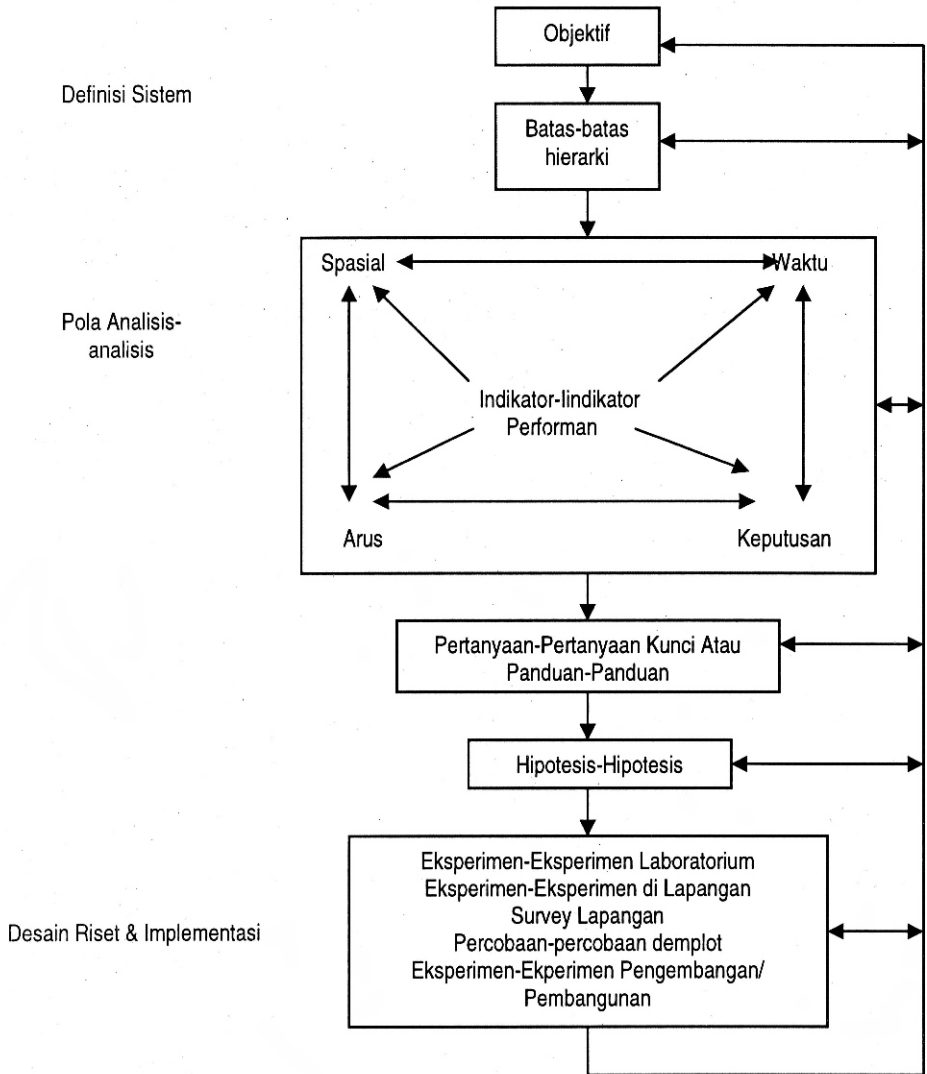 Objektif
Definisi Sistem
Batas-batas
hierarki
Spasial
Waktu
Pola Analisis-
analisis
Indikator-Iindikator
Performan
Arus
Keputusan
Pertanyaan-Pertanyaan Kunci Atau
Panduan-Panduan
Hipotesis-Hipotesis
Desain Riset & Implementasi
Eksperimen-Eksperimen Laboratorium
Eksperimen-Eksperimen di Lapangan
Survey Lapangan
Percobaan-percobaan demplot
Eksperimen-Ekperimen Pengembangan/
Pembangunan